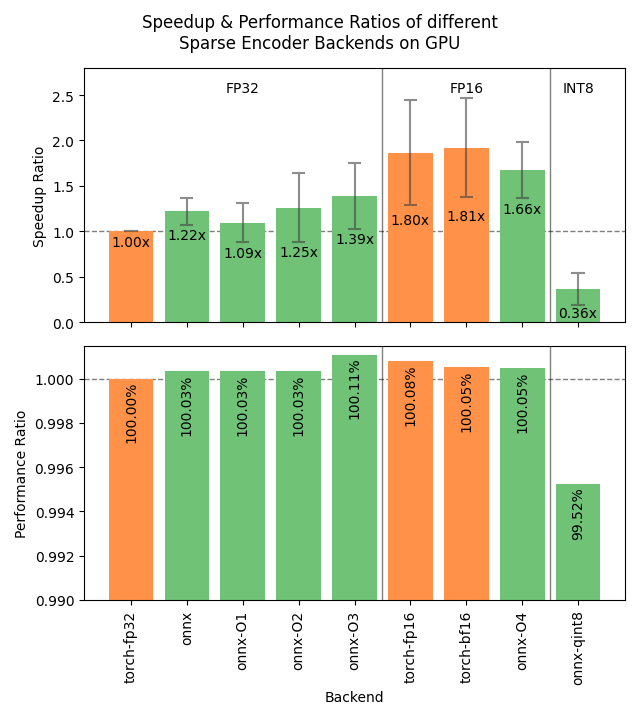 Speedup & Performance Ratios of different
Sparse Encoder Backends on GPU
FP32
FP16
INT8
Speedup Ratio
2.5
2.0
1.5
1.0
0.5
0.0
1.00x
1.22x
1.09x
1.25x
1.39x
1.80x
1.81x
1.66x
0.36x
Performance Ratio
1.000
0.998
0.996
0.994
0.992
0.990
100.00%
100.03%
100.03%
100.03%
100.11%
100.08%
100.05%
100.05%
99.52%
torch-fp32
onnx
onnx-O1
onnx-O2
onnx-O3
torch-fp16
torch-bf16
onnx-O4
onnx-qint8
Backend